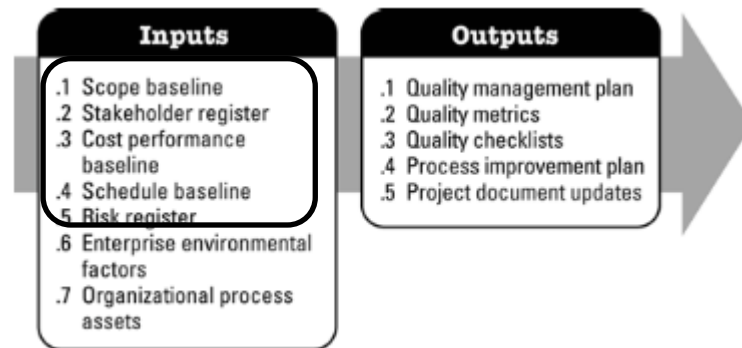 Inputs
.1 Scope baseline
.2 Stakeholder register
.3 Cost performance
baseline
.4 Schedule baseline
.5 Risk register
.6 Enterprise environmental
factors
.7 Organizational process
assets
Outputs
.1 Quality management plan
.2 Quality metrics
.3 Quality checklists
.4 Process improvement plan
.5 Project document updates